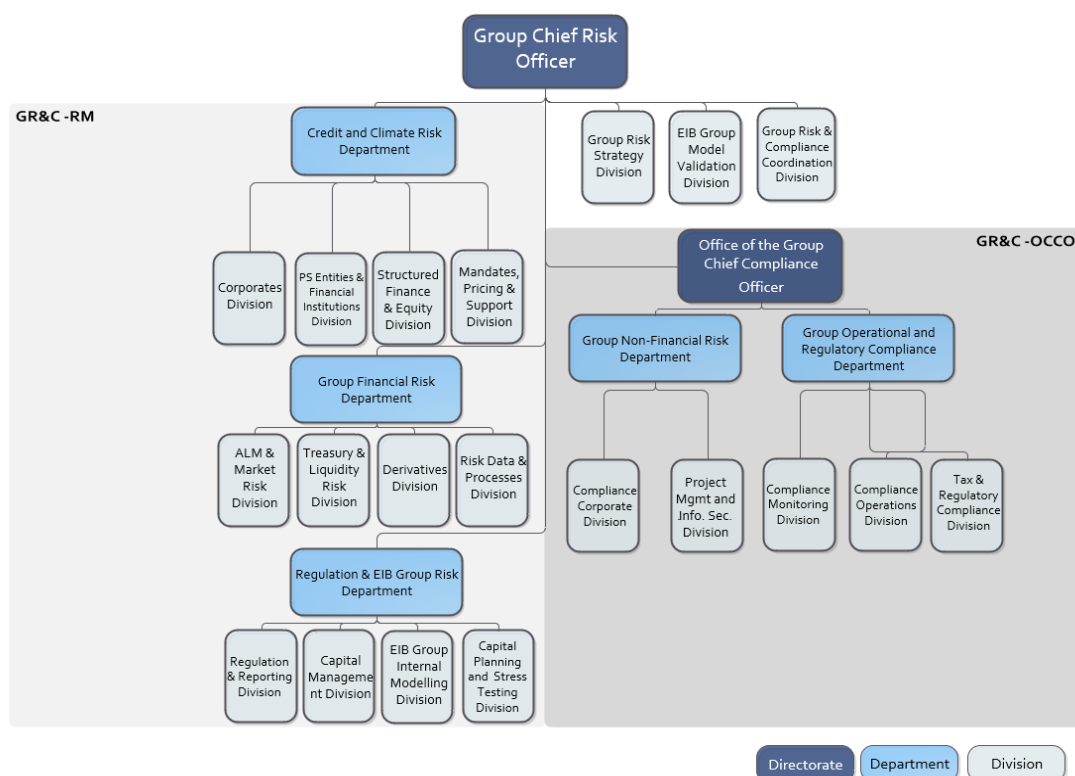 Group Chief Risk
Officer
GR&C -RM
Credit and Climate Risk
Department
Group Risk
Strategy
Division
EIB Group
Model
Validation
Division
Group Risk &
Compliance
Coordination
Division
Corporates
Division
PS Entities &
Financial
Institutions
Division
Structured
Finance
& Equity
Division
Mandates,
Pricing &
Support
Division
GR&C -OCCO
Office of the Group
Chief Compliance
Officer
Group Non-Financial Risk
Department
Group Operational and
Regulatory Compliance
Department
Group Financial Risk
Department
ALM &
Market
Risk
Division
Treasury &
Liquidity
Risk
Division
Derivatives
Division
Risk Data &
Processes
Division
Compliance
Corporate
Division
Project
Mgmt and
Info. Sec.
Division
Compliance
Monitoring
Division
Compliance
Operations
Division
Tax &
Regulatory
Compliance
Division
Regulation & EIB Group Risk
Department
Regulation
& Reporting
Division
Capital
Manageme
nt Division
EIB Group
Internal
Modelling
Division
Capital
Planning
and Stress
Testing
Division
Directorate
Department
Division